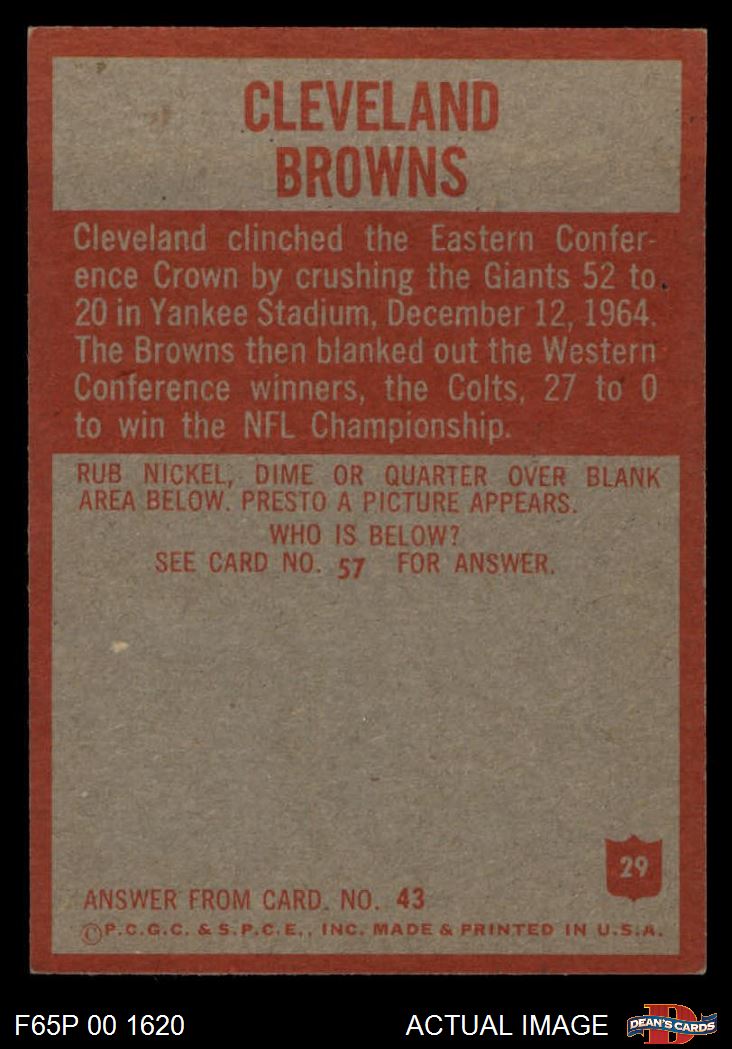 CLEVELAND
BROWNS
Cleveland clinched the Eastern Confer-
ence Crown by crushing the Giants 52 to
20 in Yankee Stadium, December 12, 1964.
The Browns then blanked out the Western
Conference winners, the Colts, 27 to 0
to win the NFL Championship.
RUB NICKEL, DIME OR QUARTER OVER BLANK
AREA BELOW. PRESTO A PICTURE APPEARS.
WHO IS BELOW?
SEE CARD NO. 57 FOR ANSWER.
29
ANSWER FROM CARD. NO. 43
©P.C.G.C. & S.P.C.E., INC. MADE & PRINTED IN U.S.A.
F65P 00 1620 ACTUAL IMAGE DEAN'S CARDS